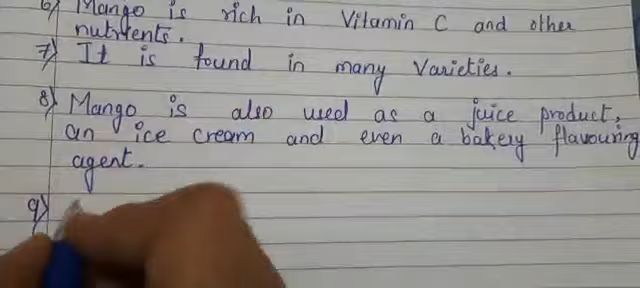 6) Mango is rich in Vitamin C and other
nutrients.
7) It is found in many Varieties.
8) Mango is also used as a juice product,
an ice cream and even a bakery flavouring
agent.
9)